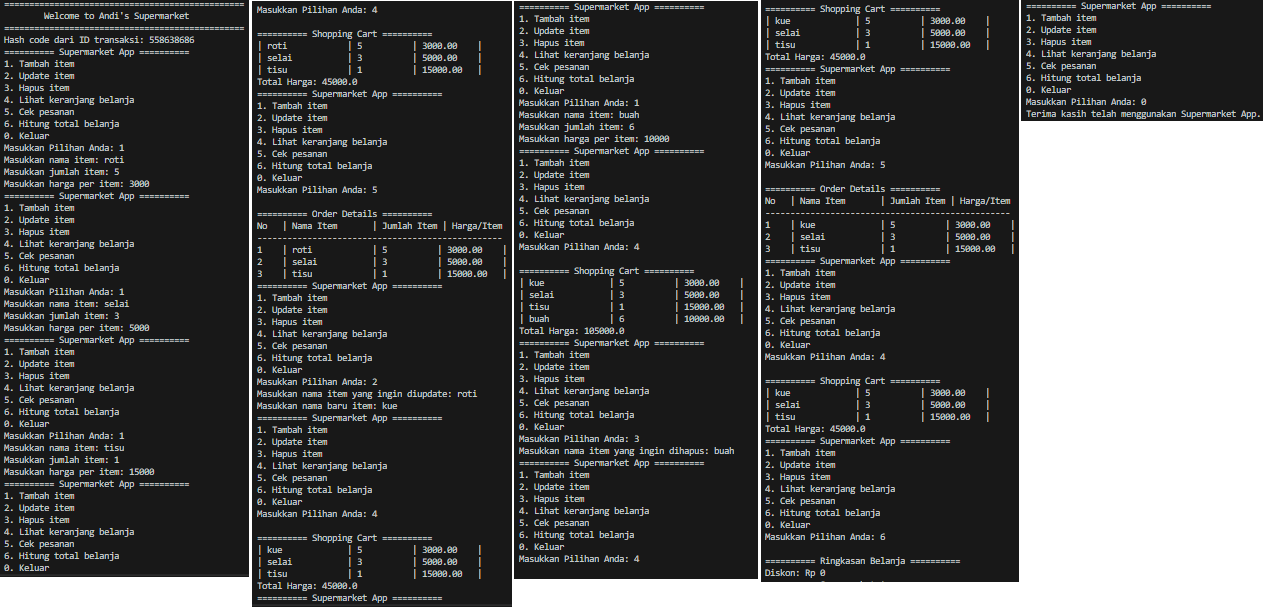 ================================================
Welcome to Andi's Supermarket
================================================
Hash code dari ID transaksi: 558638686
========== Supermarket App ==========
1. Tambah item
2. Update item
3. Hapus item
4. Lihat keranjang belanja
5. Cek pesanan
6. Hitung total belanja
0. Keluar
Masukkan Pilihan Anda: 1
Masukkan nama item: roti
Masukkan jumlah item: 5
Masukkan harga per item: 3000
========== Supermarket App ==========
1. Tambah item
2. Update item
3. Hapus item
4. Lihat keranjang belanja
5. Cek pesanan
6. Hitung total belanja
0. Keluar
Masukkan Pilihan Anda: 1
Masukkan nama item: selai
Masukkan jumlah item: 3
Masukkan harga per item: 5000
========== Supermarket App ==========
1. Tambah item
2. Update item
3. Hapus item
4. Lihat keranjang belanja
5. Cek pesanan
6. Hitung total belanja
0. Keluar
Masukkan Pilihan Anda: 1
Masukkan nama item: tisu
Masukkan jumlah item: 1
Masukkan harga per item: 15000
========== Supermarket App ==========
1. Tambah item
2. Update item
3. Hapus item
4. Lihat keranjang belanja
5. Cek pesanan
6. Hitung total belanja
0. Keluar
Masukkan Pilihan Anda: 4
========== Shopping Cart ==========
| roti | 5 | 3000.00 |
| selai | 3 | 5000.00 |
| tisu | 1 | 15000.00 |
Total Harga: 45000.0
========== Supermarket App ==========
1. Tambah item
2. Update item
3. Hapus item
4. Lihat keranjang belanja
5. Cek pesanan
6. Hitung total belanja
0. Keluar
Masukkan Pilihan Anda: 5
========== Order Details ==========
No | Nama Item | Jumlah Item | Harga/Item
-------------------------------------------------
1 | roti | 5 | 3000.00 |
2 | selai | 3 | 5000.00 |
3 | tisu | 1 | 15000.00 |
========== Supermarket App ==========
1. Tambah item
2. Update item
3. Hapus item
4. Lihat keranjang belanja
5. Cek pesanan
6. Hitung total belanja
0. Keluar
Masukkan Pilihan Anda: 2
Masukkan nama item yang ingin diupdate: roti
Masukkan nama baru item: kue
========== Supermarket App ==========
1. Tambah item
2. Update item
3. Hapus item
4. Lihat keranjang belanja
5. Cek pesanan
6. Hitung total belanja
0. Keluar
Masukkan Pilihan Anda: 4
========== Shopping Cart ==========
| kue | 5 | 3000.00 |
| selai | 3 | 5000.00 |
| tisu | 1 | 15000.00 |
Total Harga: 45000.0
========== Supermarket App ==========
========== Supermarket App ==========
1. Tambah item
2. Update item
3. Hapus item
4. Lihat keranjang belanja
5. Cek pesanan
6. Hitung total belanja
0. Keluar
Masukkan Pilihan Anda: 1
Masukkan nama item: buah
Masukkan jumlah item: 6
Masukkan harga per item: 10000
========== Supermarket App ==========
1. Tambah item
2. Update item
3. Hapus item
4. Lihat keranjang belanja
5. Cek pesanan
6. Hitung total belanja
0. Keluar
Masukkan Pilihan Anda: 4
========== Shopping Cart ==========
| kue | 5 | 3000.00 |
| selai | 3 | 5000.00 |
| tisu | 1 | 15000.00 |
| buah | 6 | 10000.00 |
Total Harga: 105000.0
========== Supermarket App ==========
1. Tambah item
2. Update item
3. Hapus item
4. Lihat keranjang belanja
5. Cek pesanan
6. Hitung total belanja
0. Keluar
Masukkan Pilihan Anda: 3
Masukkan nama item yang ingin dihapus: buah
========== Supermarket App ==========
1. Tambah item
2. Update item
3. Hapus item
4. Lihat keranjang belanja
5. Cek pesanan
6. Hitung total belanja
0. Keluar
Masukkan Pilihan Anda: 4
========== Shopping Cart ==========
| kue | 5 | 3000.00 |
| selai | 3 | 5000.00 |
| tisu | 1 | 15000.00 |
Total Harga: 45000.0
========== Supermarket App ==========
1. Tambah item
2. Update item
3. Hapus item
4. Lihat keranjang belanja
5. Cek pesanan
6. Hitung total belanja
0. Keluar
Masukkan Pilihan Anda: 5
========== Order Details ==========
No | Nama Item | Jumlah Item | Harga/Item
-------------------------------------------------
1 | kue | 5 | 3000.00 |
2 | selai | 3 | 5000.00 |
3 | tisu | 1 | 15000.00 |
========== Supermarket App ==========
1. Tambah item
2. Update item
3. Hapus item
4. Lihat keranjang belanja
5. Cek pesanan
6. Hitung total belanja
0. Keluar
Masukkan Pilihan Anda: 4
========== Shopping Cart ==========
| kue | 5 | 3000.00 |
| selai | 3 | 5000.00 |
| tisu | 1 | 15000.00 |
Total Harga: 45000.0
========== Supermarket App ==========
1. Tambah item
2. Update item
3. Hapus item
4. Lihat keranjang belanja
5. Cek pesanan
6. Hitung total belanja
0. Keluar
Masukkan Pilihan Anda: 6
========== Ringkasan Belanja ==========
Diskon: Rp 0
========== Supermarket App ==========
1. Tambah item
2. Update item
3. Hapus item
4. Lihat keranjang belanja
5. Cek pesanan
6. Hitung total belanja
0. Keluar
Masukkan Pilihan Anda: 0
Terima kasih telah menggunakan Supermarket App.